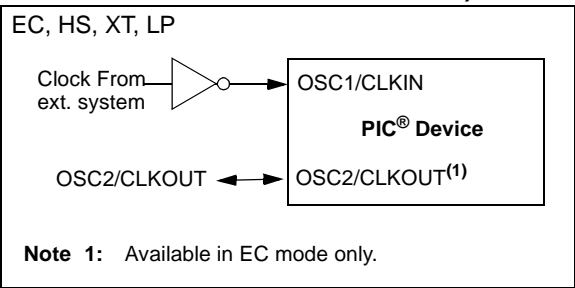 EC, HS, XT, LP
Clock From
ext. system
OSC1/CLKIN
PIC® Device
OSC2/CLKOUT
OSC2/CLKOUT(1)
Note 1: Available in EC mode only.